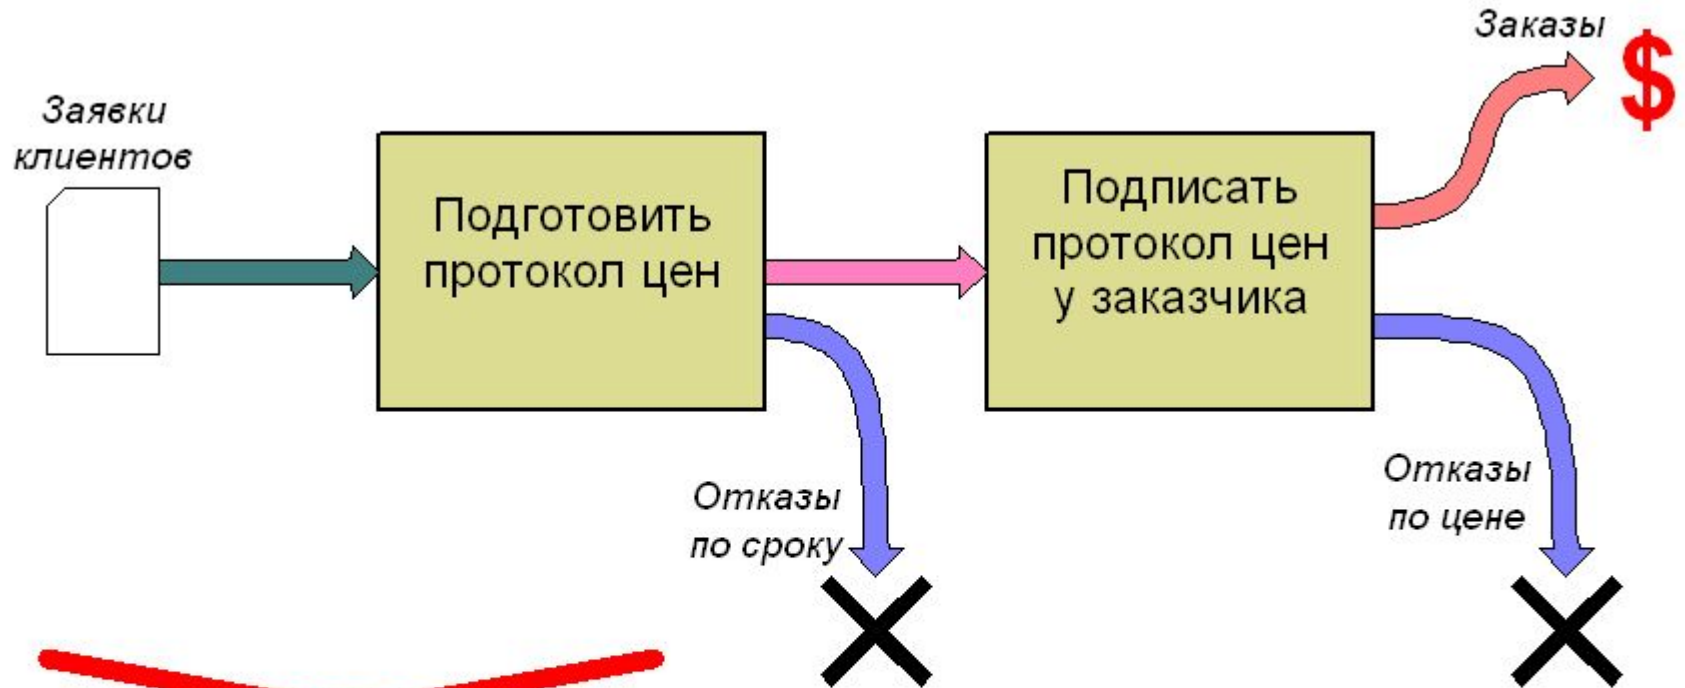 Заявки
клиентов
Подготовить
протокол цен
Отказы
по сроку
Подписать
протокол цен
у заказчика
Заказы
$
Отказы
по цене